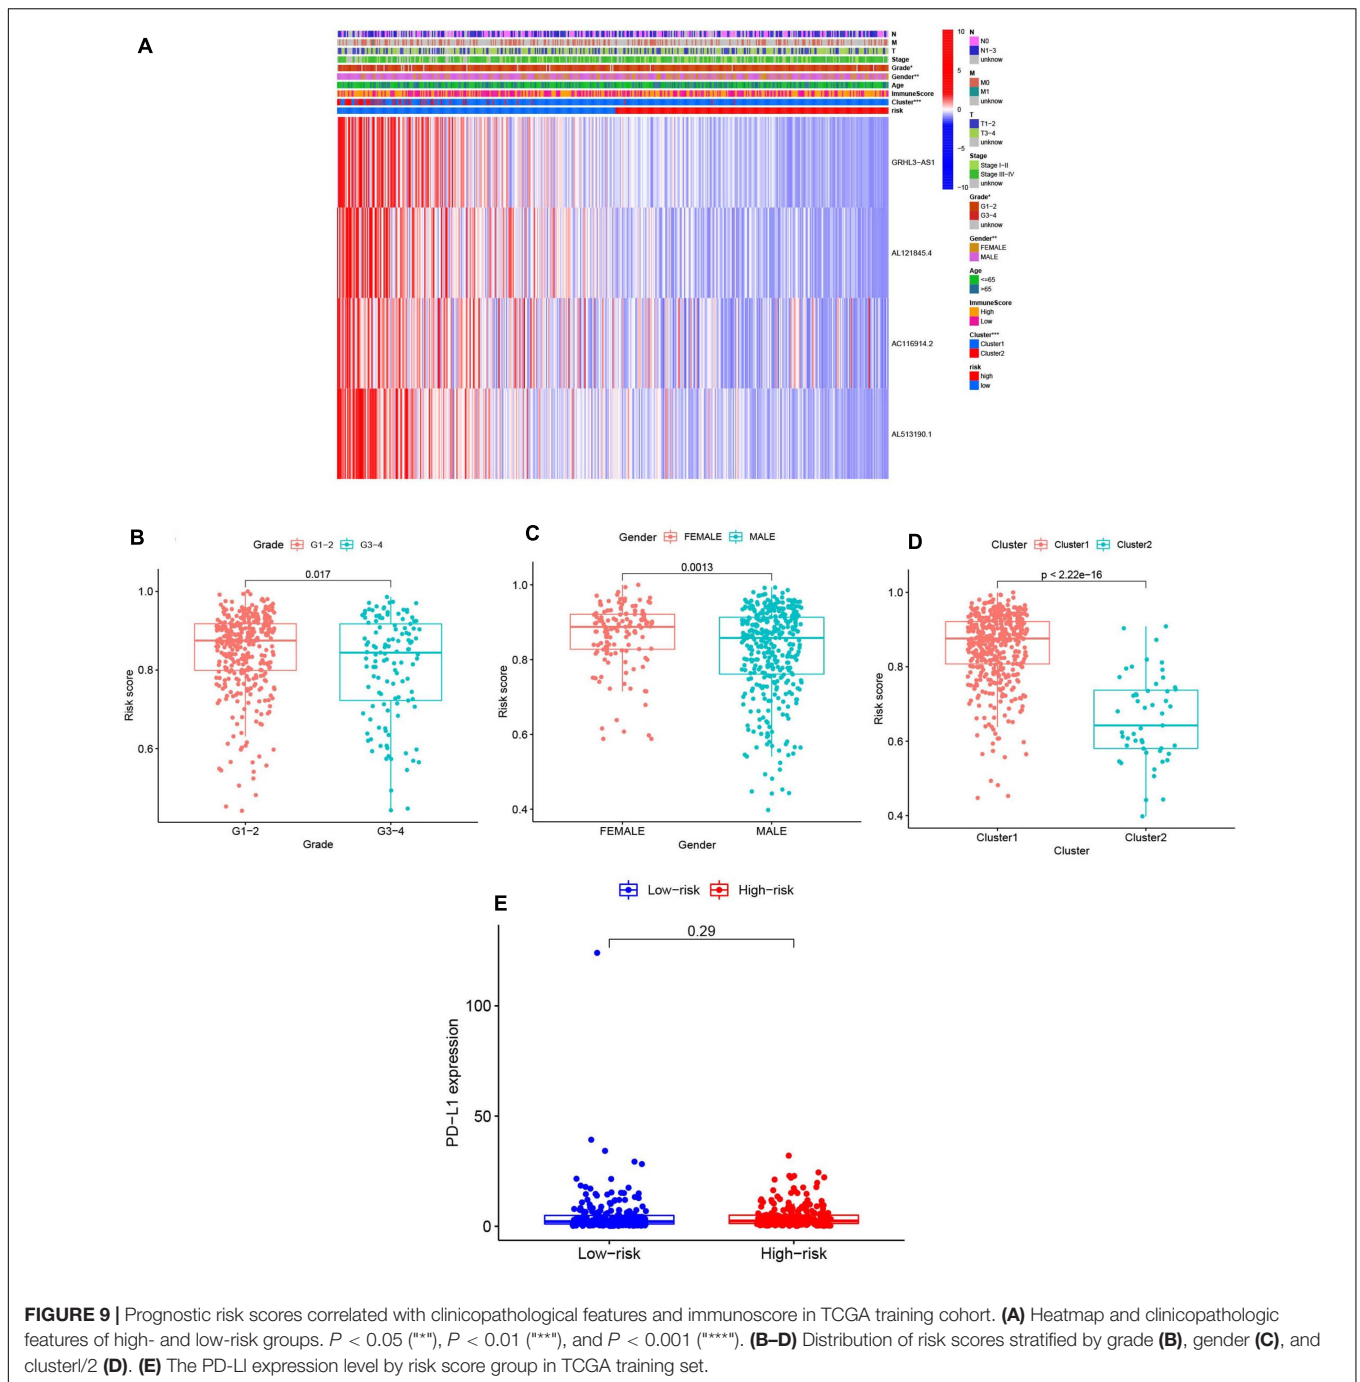 A
N
M
T
Stage
Grade*
Gender**
Age
ImmuneScore
Cluster***
risk
GRHL3-AS1
AL121845.4
AC116914.2
AL513190.1
10
5
0
-5
-10
N
N0
N1-3
unknow
M
M0
M1
unknow
T
T1-2
T3-4
unknow
Stage
Stage I-II
Stage III-IV
unknow
Grade*
G1-2
G3-4
unknow
Gender**
FEMALE
MALE
Age
<=65
>65
ImmuneScore
High
Low
Cluster***
Cluster1
Cluster2
risk
high
low
B
Grade G1-2 G3-4
0.017
1.0
0.8
0.6
Risk score
G1-2 G3-4
Grade
C
Gender FEMALE MALE
0.0013
1.0
0.8
0.6
0.4
Risk score
FEMALE MALE
Gender
D
Cluster Cluster1 Cluster2
p < 2.22e-16
1.0
0.8
0.6
0.4
Risk score
Cluster1 Cluster2
Cluster
E
Low-risk High-risk
0.29
100
50
0
PD-L1 expression
Low-risk High-risk
FIGURE 9 | Prognostic risk scores correlated with clinicopathological features and immunoscore in TCGA training cohort. (A) Heatmap and clinicopathologic
features of high- and low-risk groups. P < 0.05 ("*"), P < 0.01 ("**"), and P < 0.001 ("***"). (B–D) Distribution of risk scores stratified by grade (B), gender (C), and
clusterI/2 (D). (E) The PD-LI expression level by risk score group in TCGA training set.